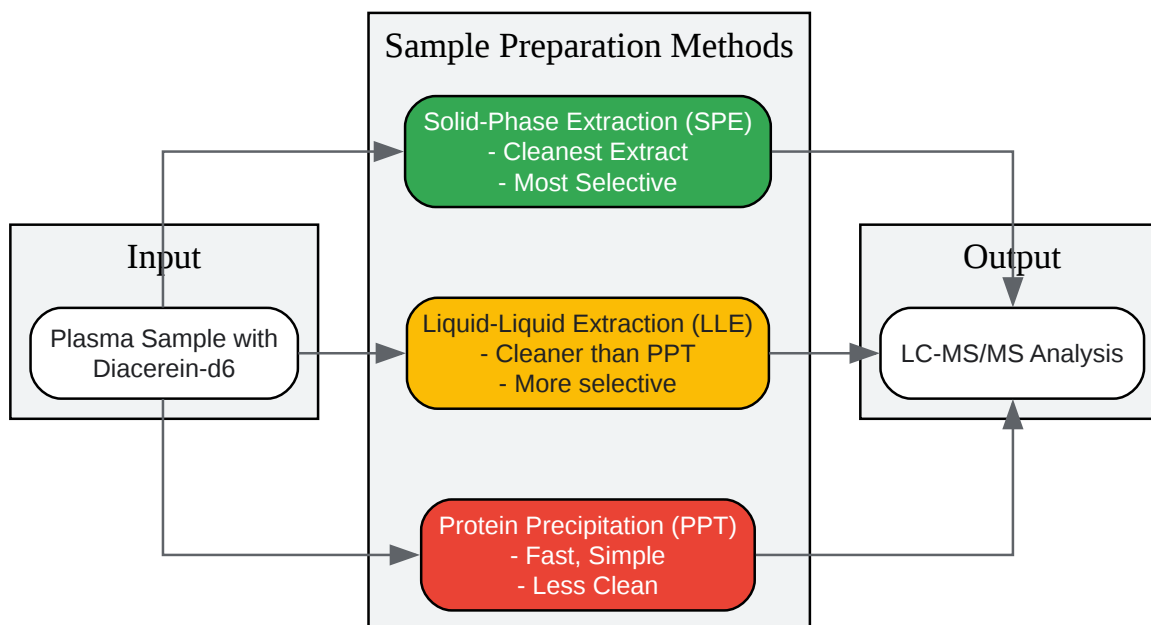 Sample Preparation Methods
Solid-Phase Extraction (SPE)
- Cleanest Extract
- Most Selective
Input
Plasma Sample with
Diacerein-d6
Liquid-Liquid Extraction (LLE)
- Cleaner than PPT
- More selective
Output
LC-MS/MS Analysis
Protein Precipitation (PPT)
- Fast, Simple
- Less Clean